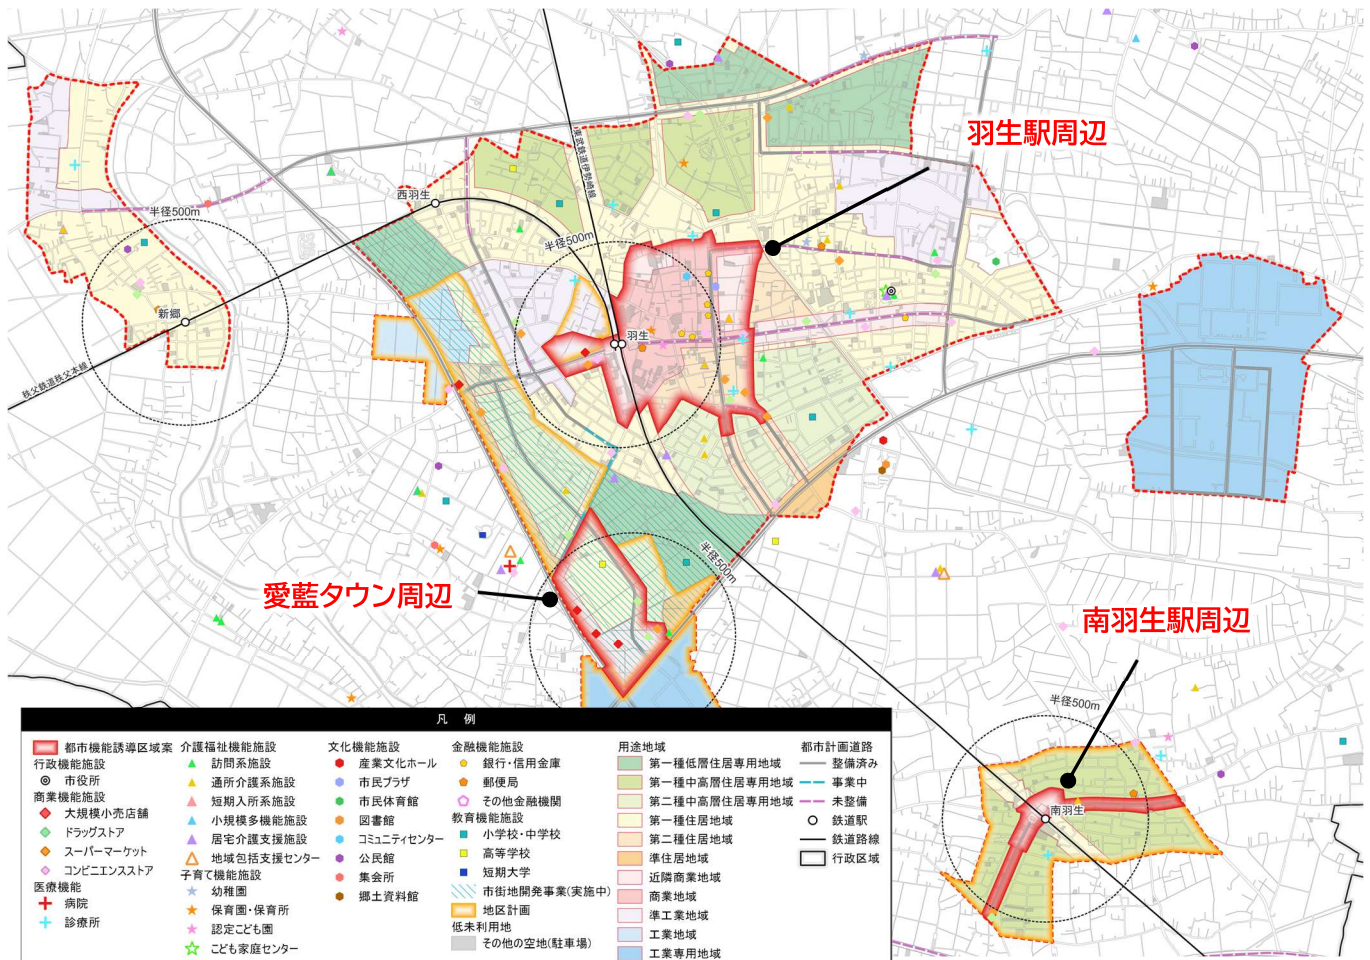 羽生駅周辺
東武鉄道伊勢崎線
西羽生
半径500m
半径500m
新郷
羽生
秩父鉄道秩父本線
半径500m
愛藍タウン周辺
南羽生駅周辺
半径500m
南羽生
凡 例
都市機能誘導区域案
行政機能施設
市役所
商業機能施設
大規模小売店舗
ドラッグストア
スーパーマーケット
コンビニエンスストア
医療機能
病院
診療所
介護福祉機能施設
訪問系施設
通所介護系施設
短期入所系施設
小規模多機能施設
居宅介護支援施設
地域包括支援センター
子育て機能施設
幼稚園
保育園・保育所
認定こども園
こども家庭センター
文化機能施設
産業文化ホール
市民プラザ
市民体育館
図書館
コミュニティセンター
公民館
集会所
郷土資料館
金融機能施設
銀行・信用金庫
郵便局
その他金融機関
教育機能施設
小学校・中学校
高等学校
短期大学
市街地開発事業(実施中)
地区計画
低未利用地
その他の空地(駐車場)
用途地域
第一種低層住居専用地域
第一種中高層住居専用地域
第二種中高層住居専用地域
第一種住居地域
第二種住居地域
準住居地域
近隣商業地域
商業地域
準工業地域
工業地域
工業専用地域
都市計画道路
整備済み
事業中
未整備
鉄道駅
鉄道路線
行政区域